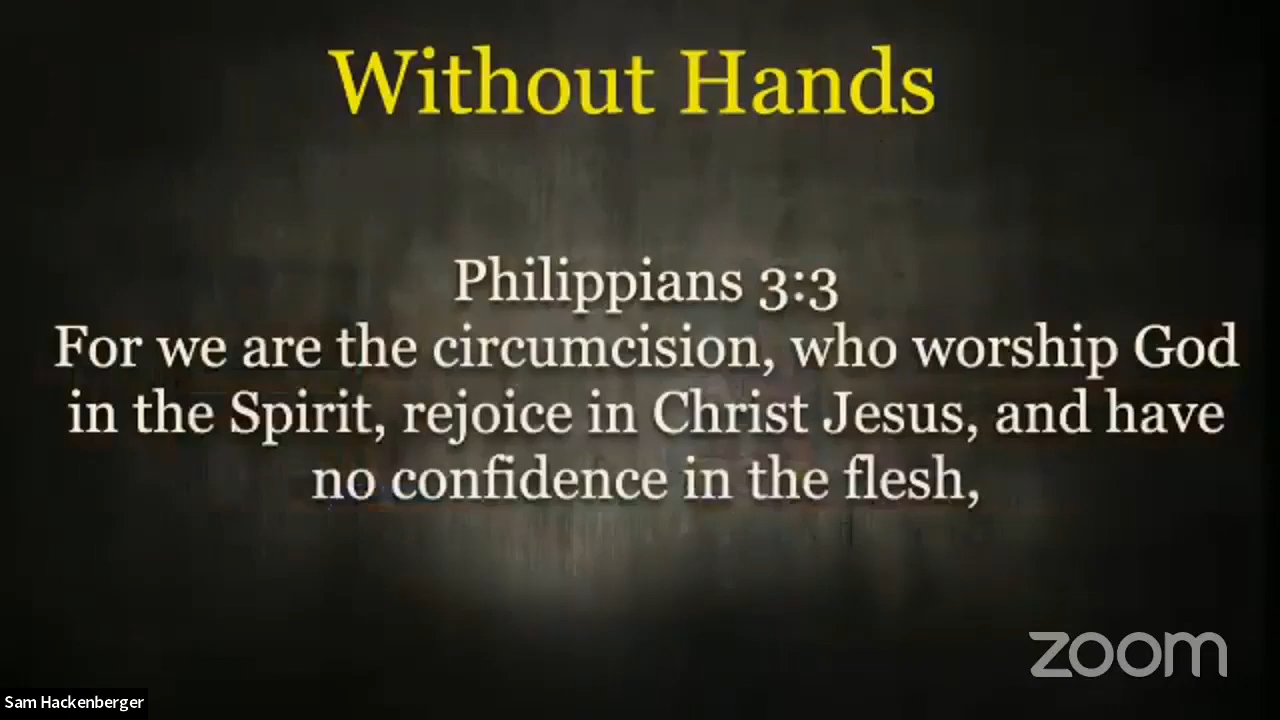 Without Hands
Philippians 3:3
For we are the circumcision, who worship God
in the Spirit, rejoice in Christ Jesus, and have
no confidence in the flesh,
zoom
Sam Hackenberger